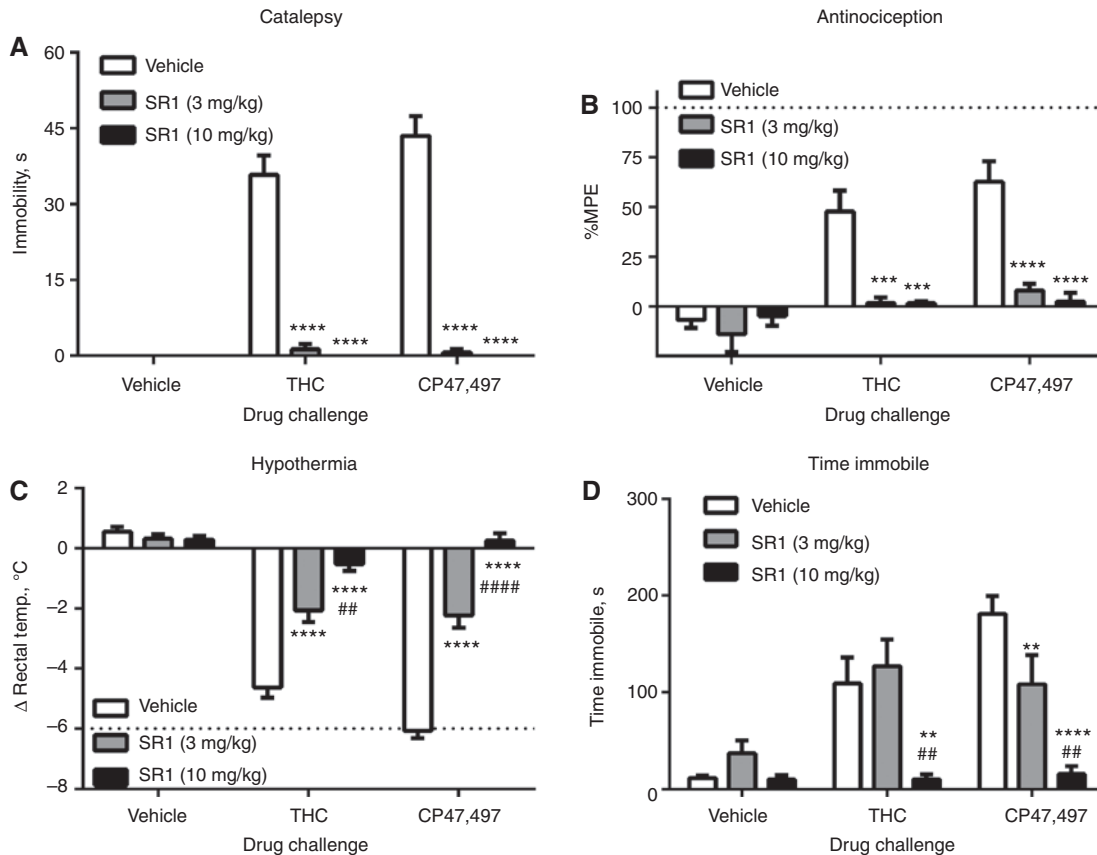 Catalepsy
A
60
45
30
15
0
Immobility, s
Vehicle
SR1 (3 mg/kg)
SR1 (10 mg/kg)
****
****
****
****
Vehicle
THC
CP47,497
Drug challenge
Antinociception
B
100
75
50
25
0
%MPE
Vehicle
SR1 (3 mg/kg)
SR1 (10 mg/kg)
***
***
****
****
Vehicle
THC
CP47,497
Drug challenge
Hypothermia
C
2
0
−2
−4
−6
−8
Δ Rectal temp., °C
****
****
##
****
****
####
Vehicle
SR1 (3 mg/kg)
SR1 (10 mg/kg)
Vehicle
THC
CP47,497
Drug challenge
Time immobile
D
300
200
100
0
Time immobile, s
Vehicle
SR1 (3 mg/kg)
SR1 (10 mg/kg)
**
##
**
****
##
Vehicle
THC
CP47,497
Drug challenge